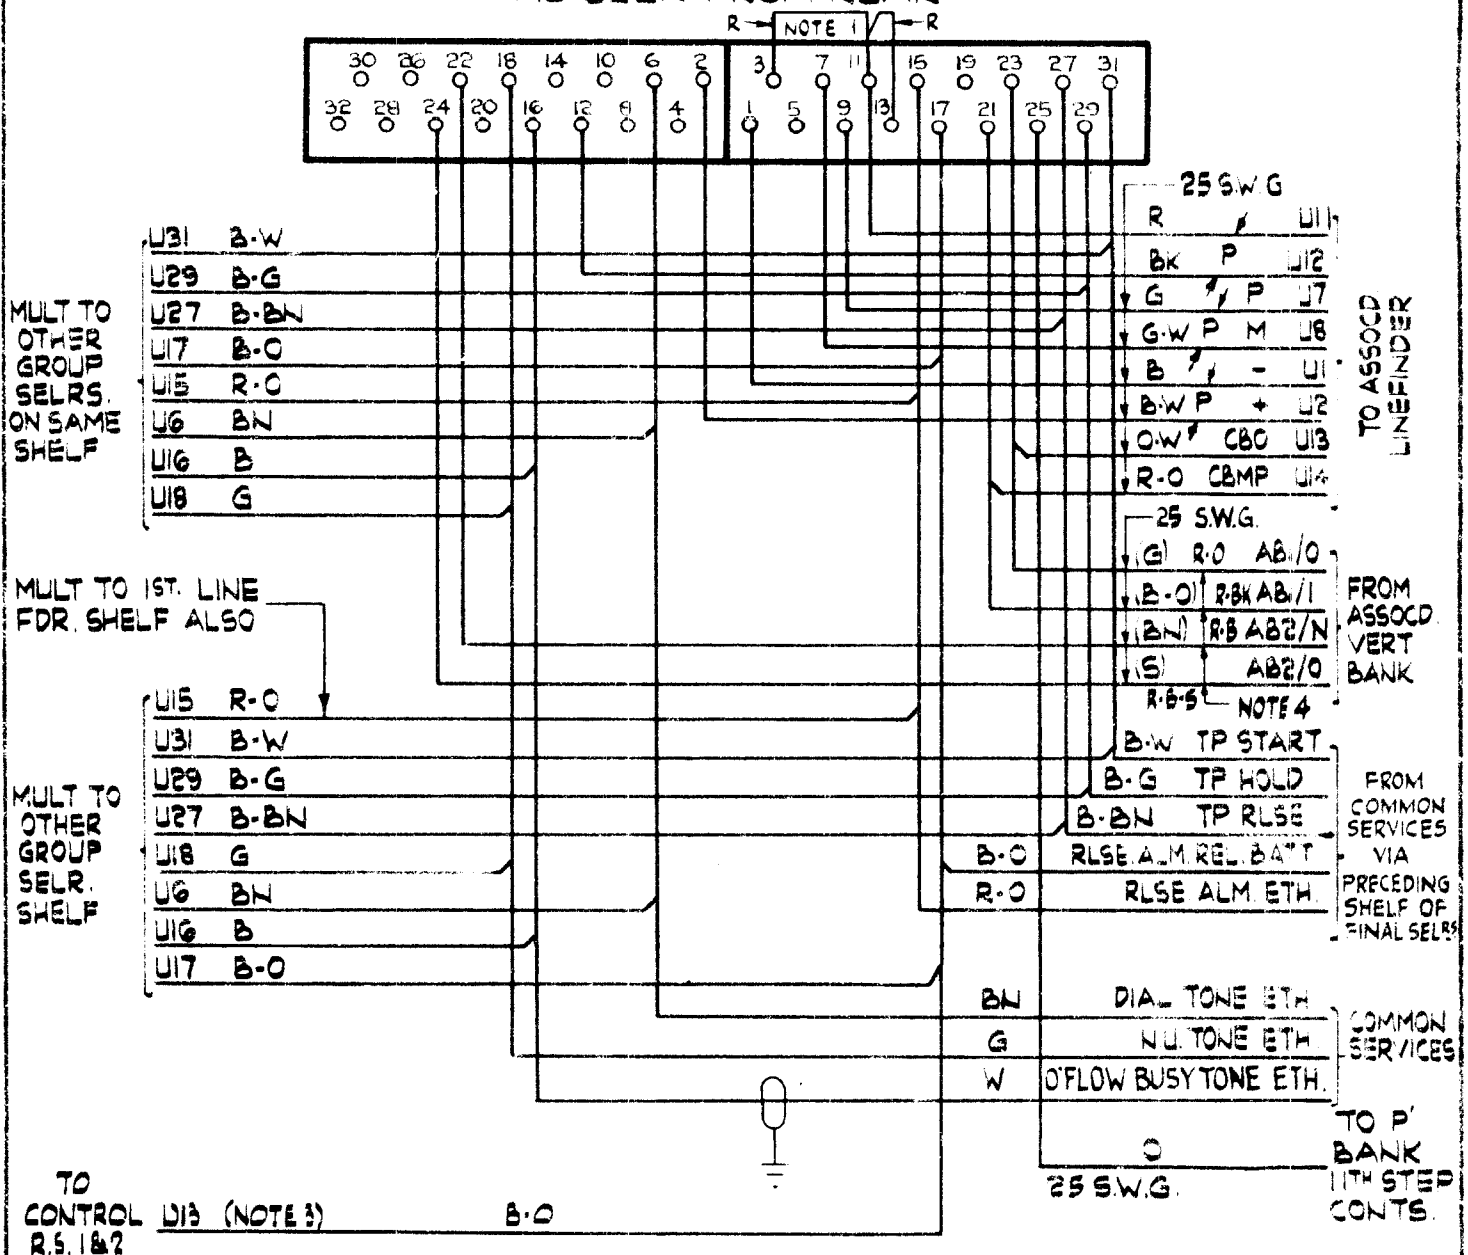 R NOTE 1 R
30 26 22 18 14 10 6 2 3 7 11 15 19 23 27 31
32 28 24 20 16 12 8 4 1 5 9 13 17 21 25 29
25 S.W.G
R U11
BK P U12
G P U7
G-W P M U8
B - U1
B-W P + U2
O-W CBO U13
R-O CBMP U14
TO ASSOCD
LINEFINDER
U31 B-W
U29 B-G
U27 B-BN
U17 B-O
U15 R-O
U6 BN
U16 B
U18 G
MULT TO
OTHER
GROUP
SELRS.
ON SAME
SHELF
25 S.W.G.
(G) R-O AB1/0
(B-O) R-BK AB1/1
(BN) R-B AB2/N
(S) AB2/0
R-B-S NOTE 4
FROM
ASSOCD.
VERT
BANK
MULT TO 1ST. LINE
FDR. SHELF ALSO
U15 R-O
U31 B-W
U29 B-G
U27 B-BN
U18 G
U6 BN
U16 B
U17 B-O
MULT TO
OTHER
GROUP
SELR.
SHELF
B-W TP START
B-G TP HOLD
B-BN TP RLSE
B-O RLSE. ALM. REL. BATT
R-O RLSE ALM. ETH.
FROM
COMMON
SERVICES
VIA
PRECEDING
SHELF OF
FINAL SELRS
BN DIAL TONE ETH
G N.U. TONE ETH.
W O'FLOW BUSY TONE ETH.
COMMON
SERVICES
O
25 S.W.G.
TO P'
BANK
11TH STEP
CONTS.
TO
CONTROL U13 (NOTE 3) B-O
R.S. 1&2